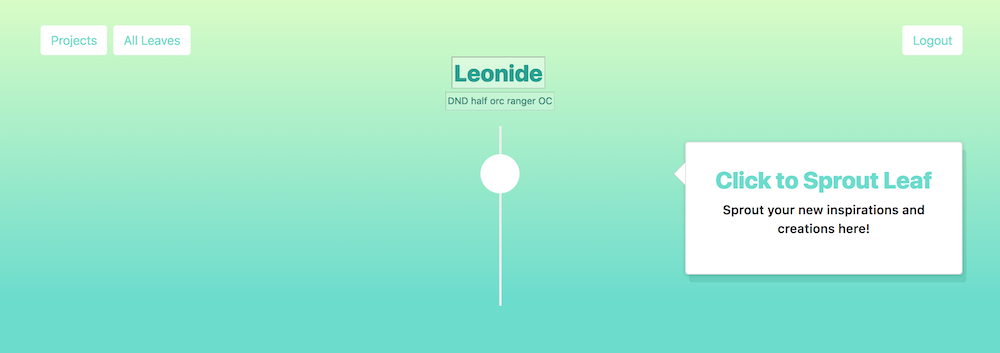 Projects
All Leaves
Logout
Leonide
DND half orc ranger OC
Click to Sprout Leaf
Sprout your new inspirations and
creations here!